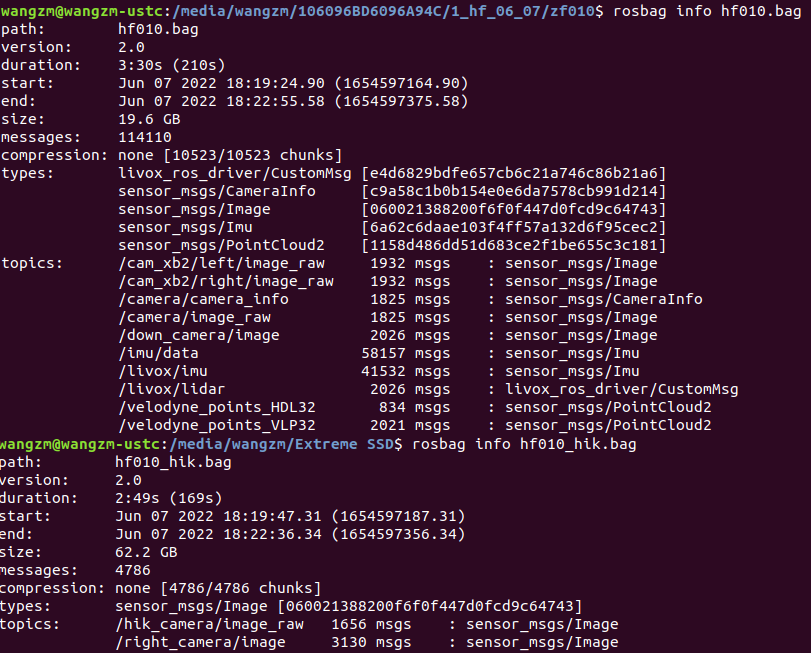 wangzm@wangzm-ustc:/media/wangzm/106096BD6096A94C/1_hf_06_07/zf010$ rosbag info hf010.bag
path:        hf010.bag
version:     2.0
duration:    3:30s (210s)
start:       Jun 07 2022 18:19:24.90 (1654597164.90)
end:         Jun 07 2022 18:22:55.58 (1654597375.58)
size:        19.6 GB
messages:    114110
compression: none [10523/10523 chunks]
types:       livox_ros_driver/CustomMsg [e4d6829bdfe657cb6c21a746c86b21a6]
             sensor_msgs/CameraInfo     [c9a58c1b0b154e0e6da7578cb991d214]
             sensor_msgs/Image          [060021388200f6f0f447d0fcd9c64743]
             sensor_msgs/Imu            [6a62c6daae103f4ff57a132d6f95cec2]
             sensor_msgs/PointCloud2    [1158d486dd51d683ce2f1be655c3c181]
topics:      /cam_xb2/left/image_raw     1932 msgs    : sensor_msgs/Image
             /cam_xb2/right/image_raw    1932 msgs    : sensor_msgs/Image
             /camera/camera_info         1825 msgs    : sensor_msgs/CameraInfo
             /camera/image_raw           1825 msgs    : sensor_msgs/Image
             /down_camera/image          2026 msgs    : sensor_msgs/Image
             /imu/data                  58157 msgs    : sensor_msgs/Imu
             /livox/imu                 41532 msgs    : sensor_msgs/Imu
             /livox/lidar                2026 msgs    : livox_ros_driver/CustomMsg
             /velodyne_points_HDL32       834 msgs    : sensor_msgs/PointCloud2
             /velodyne_points_VLP32      2021 msgs    : sensor_msgs/PointCloud2
wangzm@wangzm-ustc:/media/wangzm/Extreme SSD$ rosbag info hf010_hik.bag
path:        hf010_hik.bag
version:     2.0
duration:    2:49s (169s)
start:       Jun 07 2022 18:19:47.31 (1654597187.31)
end:         Jun 07 2022 18:22:36.34 (1654597356.34)
size:        62.2 GB
messages:    4786
compression: none [4786/4786 chunks]
types:       sensor_msgs/Image [060021388200f6f0f447d0fcd9c64743]
topics:      /hik_camera/image_raw   1656 msgs    : sensor_msgs/Image
             /right_camera/image     3130 msgs    : sensor_msgs/Image